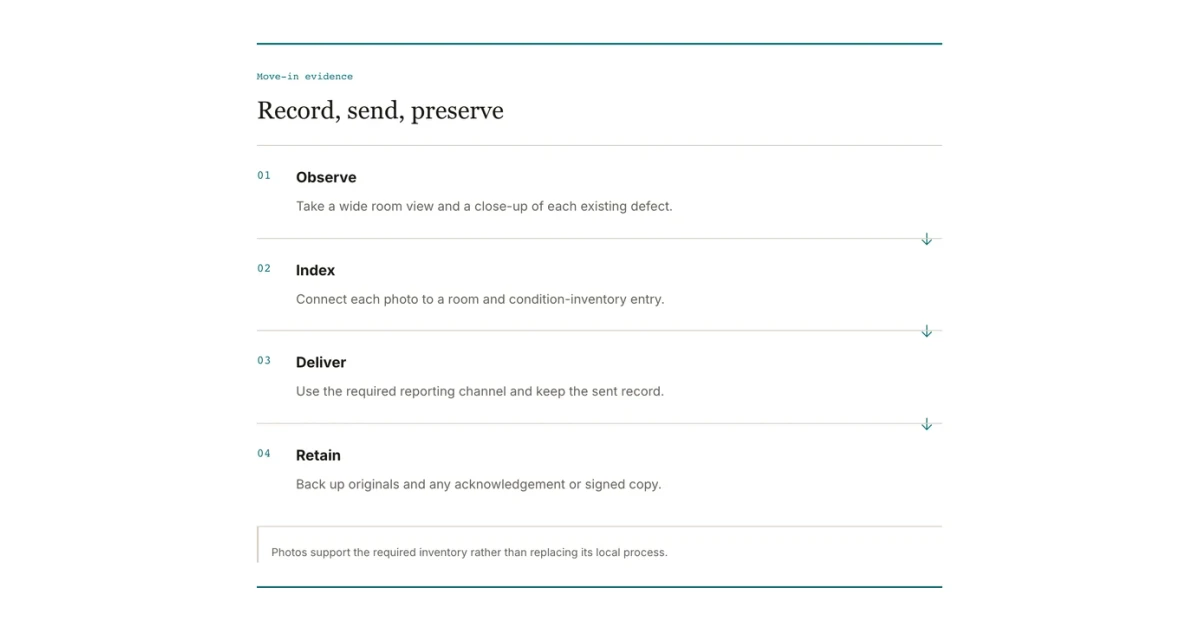 Move-in evidence
Record, send, preserve
01
Observe
Take a wide room view and a close-up of each existing defect.
02
Index
Connect each photo to a room and condition-inventory entry.
03
Deliver
Use the required reporting channel and keep the sent record.
04
Retain
Back up originals and any acknowledgement or signed copy.
Photos support the required inventory rather than replacing its local process.